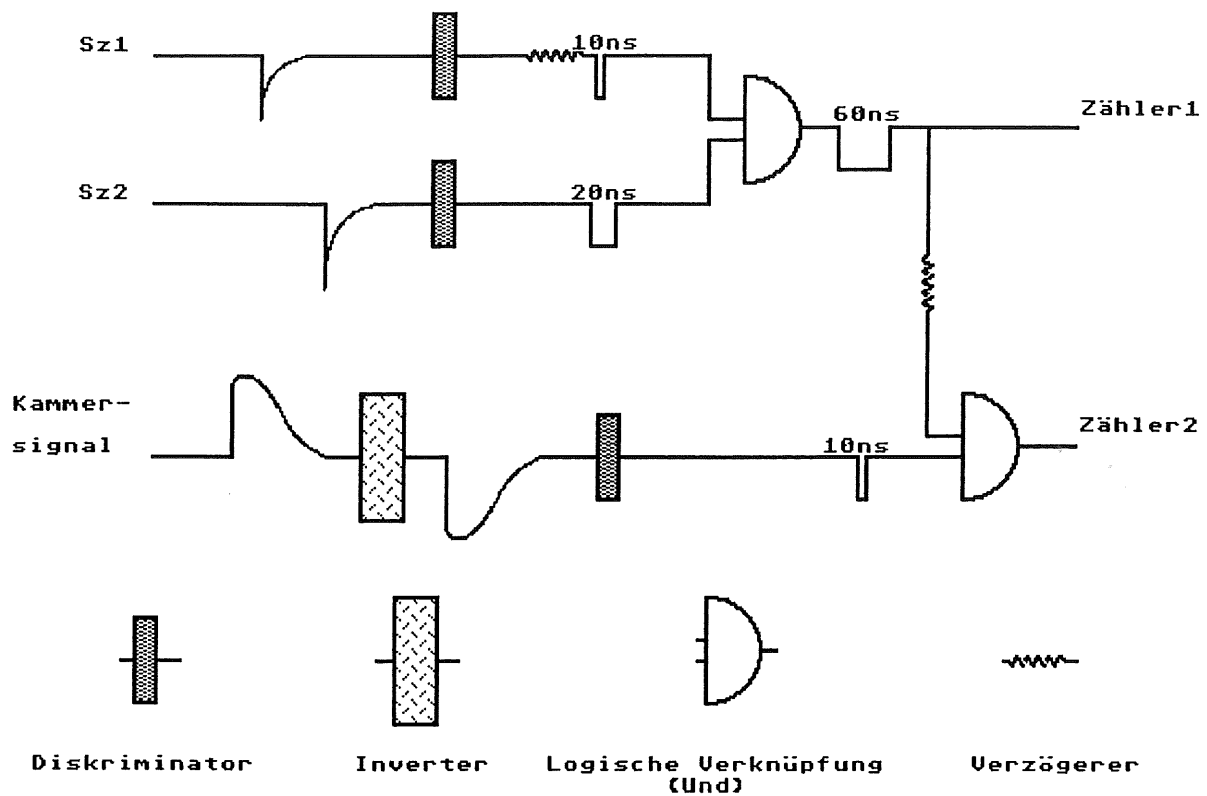 Sz1
10ns
Zähler1
60ns
Sz2
20ns
Kammer-
signal
10ns
Zähler2
Diskriminator
Inverter
Logische Verknüpfung
(Und)
Verzögerer